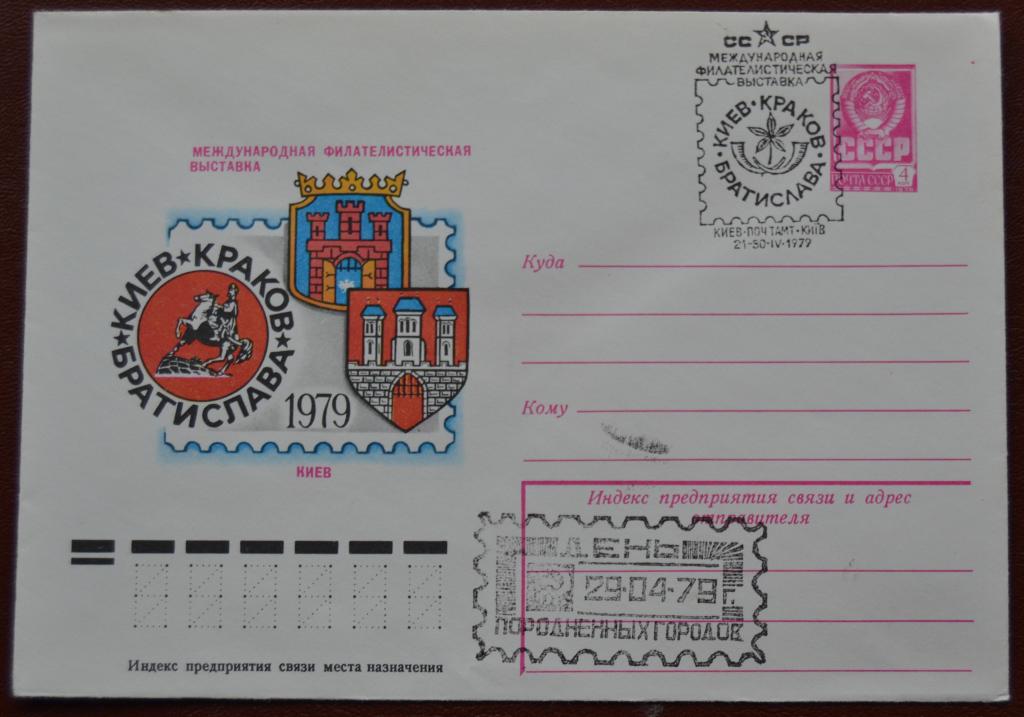 СС СР
МЕЖДУНАРОДНАЯ
ФИЛАТЕЛИСТИЧЕСКАЯ
ВЫСТАВКА
КИЕВ·КРАКОВ·
БРАТИСЛАВА·
КИЕВ-ПОЧТАМТ-КИЇВ
21-30-IV-1979
СССР
ПОЧТА СССР
4
МЕЖДУНАРОДНАЯ ФИЛАТЕЛИСТИЧЕСКАЯ
ВЫСТАВКА
КИЕВ★КРАКОВ★
БРАТИСЛАВА★
1979
КИЕВ
Куда
Кому
Индекс предприятия связи и адрес
отправителя
ДЕНЬ
29·04·79 г.
ПОРОДНЕННЫХ ГОРОДОВ
Индекс предприятия связи места назначения